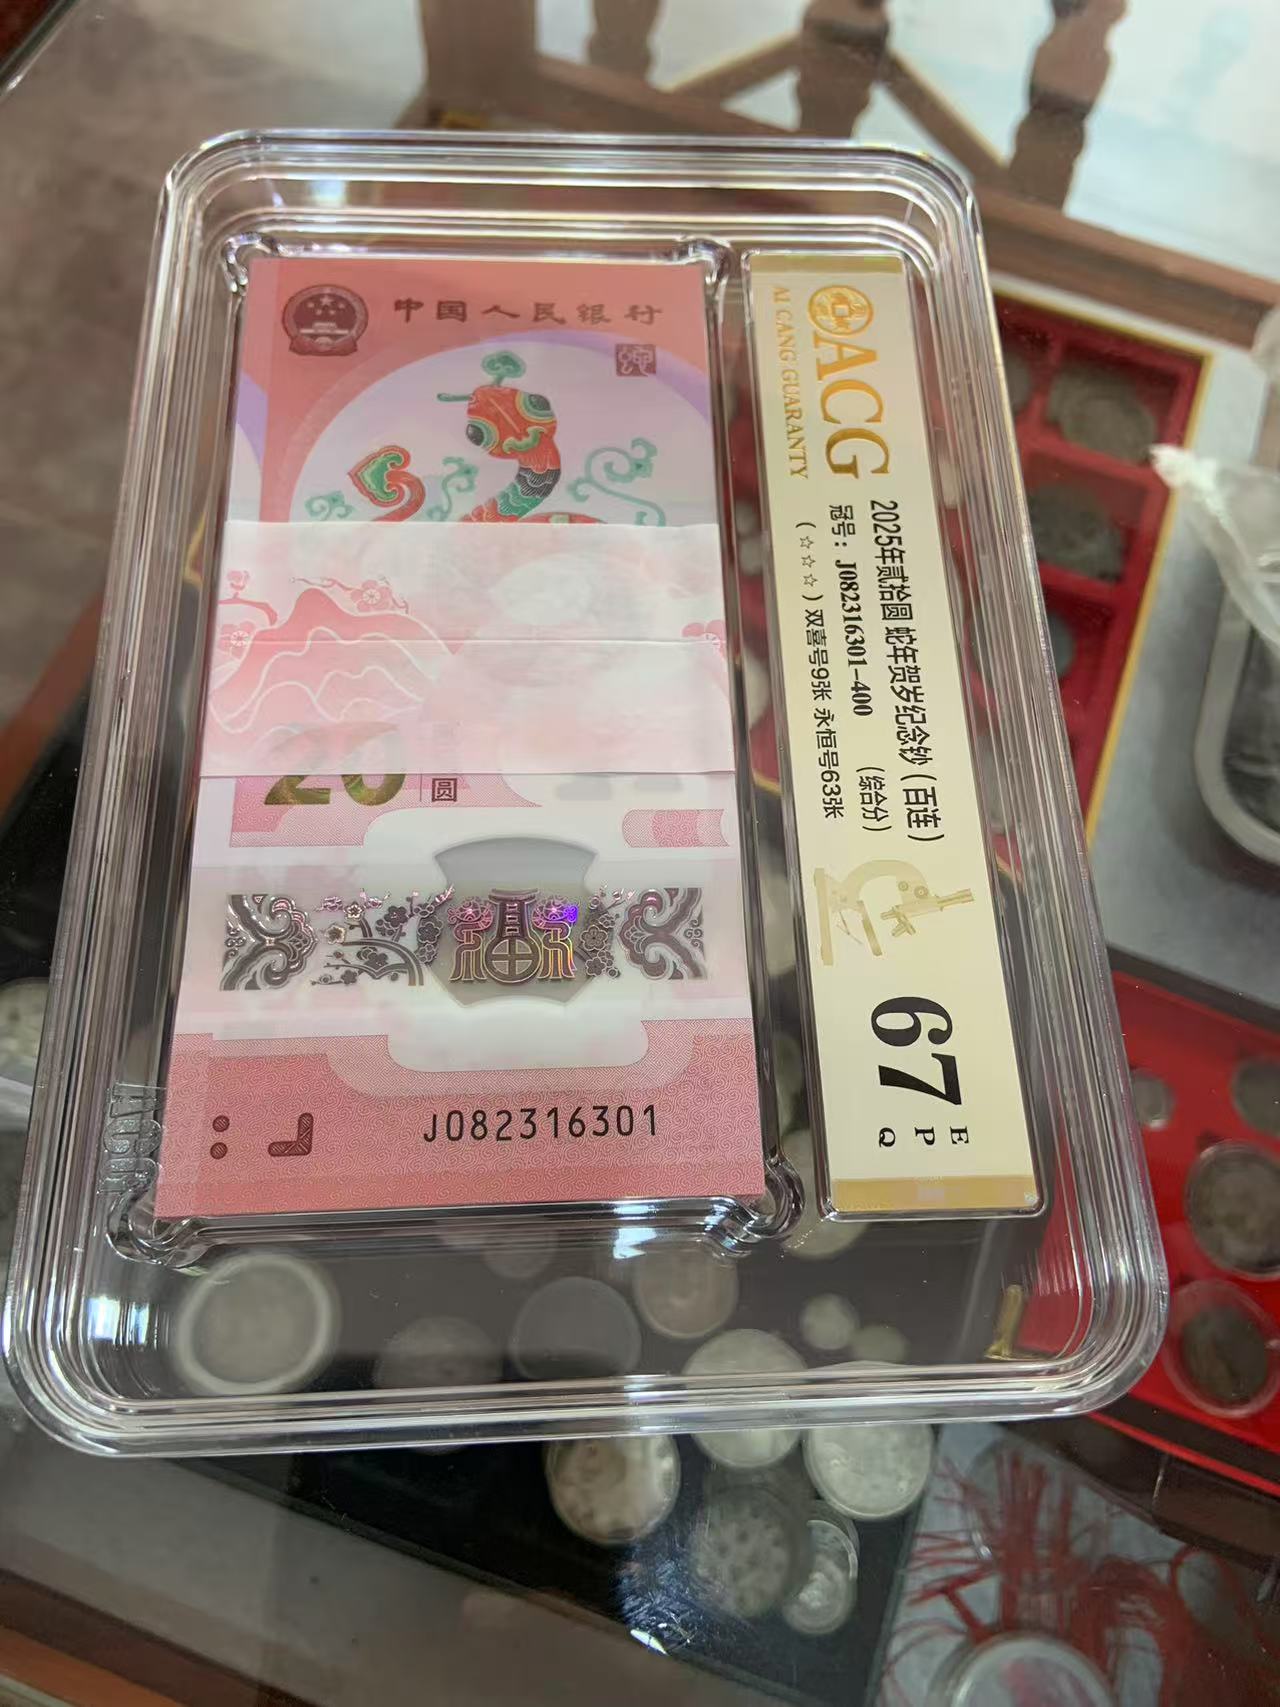 中国人民银行
20
圆
J082316301
ACG
AI CANG GUARANTY
2025年贰拾圆 蛇年贺岁纪念钞(百连)
冠号:J082316301-400 (综合分)
(☆☆☆)双喜号9张 永恒号63张
67
E
P
Q
ACG